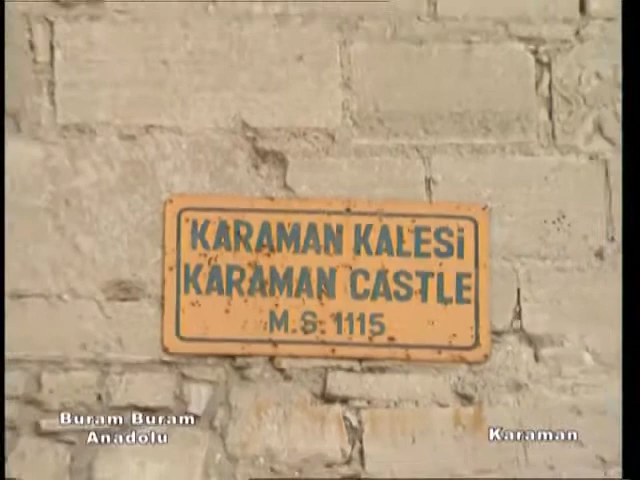 KARAMAN KALESİ
KARAMAN CASTLE
M.S. 1115
Buram Buram
Anadolu
Karaman